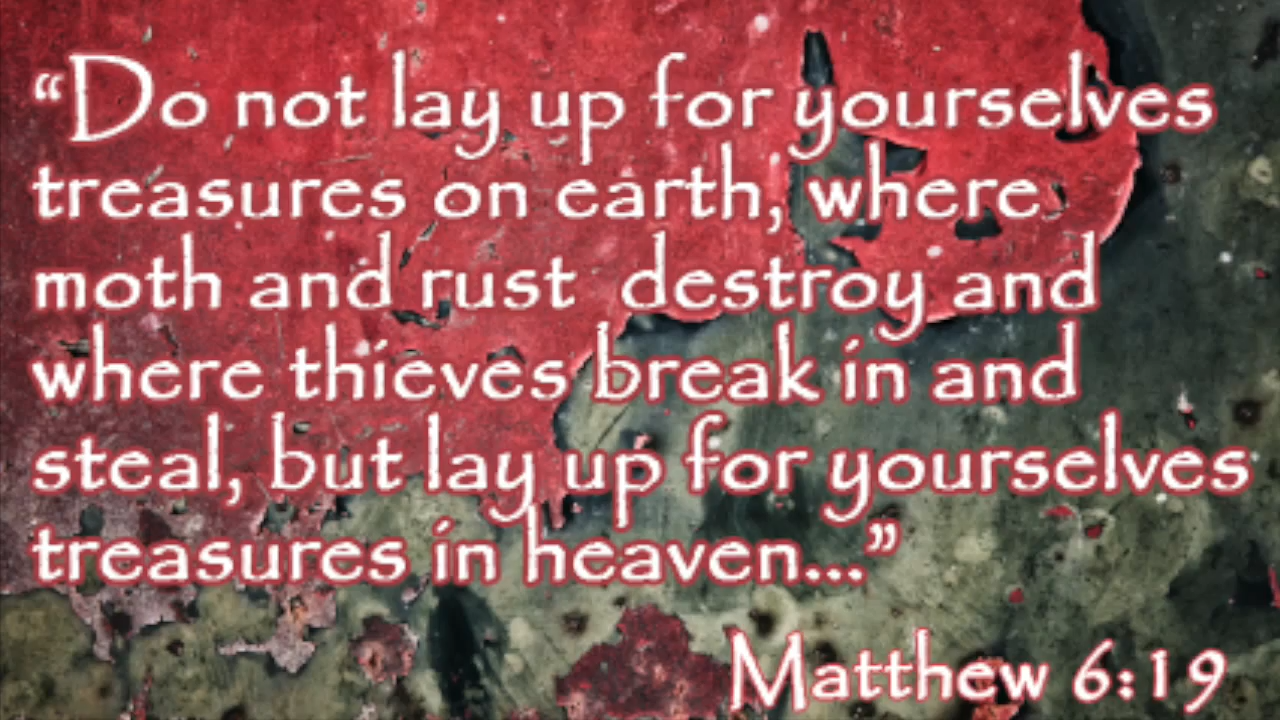 “Do not lay up for yourselves
treasures on earth, where
moth and rust destroy and
where thieves break in and
steal, but lay up for yourselves
treasures in heaven...”
Matthew 6:19